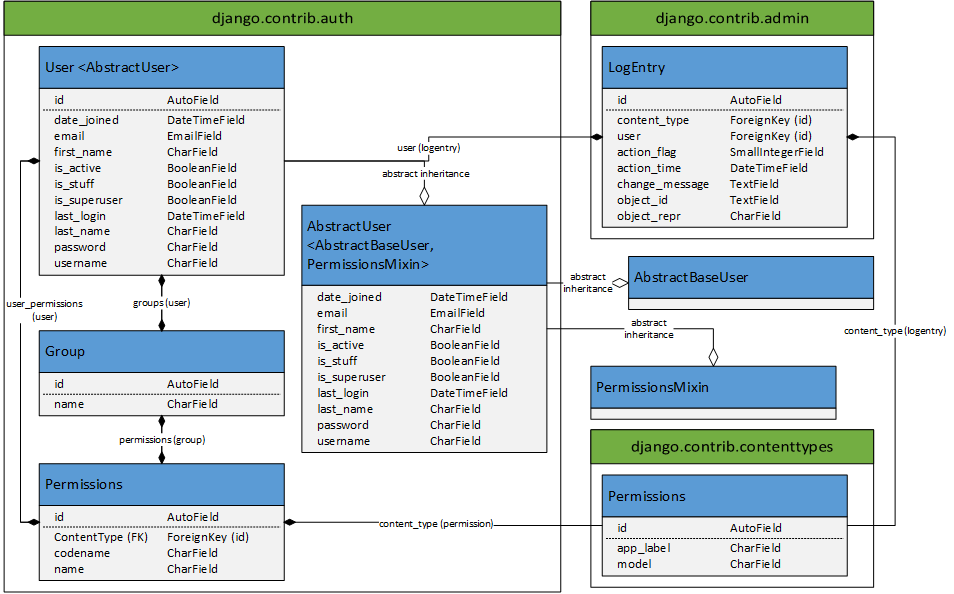 django.contrib.auth
User <AbstractUser>
id AutoField
date_joined DateTimeField
email EmailField
first_name CharField
is_active BooleanField
is_stuff BooleanField
is_superuser BooleanField
last_login DateTimeField
last_name CharField
password CharField
username CharField
user_permissions
(user)
groups (user)
Group
id AutoField
name CharField
permissions (group)
Permissions
id AutoField
ContentType (FK) ForeignKey (id)
codename CharField
name CharField
user (logentry)
abstract inheritance
AbstractUser
<AbstractBaseUser,
PermissionsMixin>
date_joined DateTimeField
email EmailField
first_name CharField
is_active BooleanField
is_stuff BooleanField
is_superuser BooleanField
last_login DateTimeField
last_name CharField
password CharField
username CharField
content_type (permission)
django.contrib.admin
LogEntry
id AutoField
content_type ForeignKey (id)
user ForeignKey (id)
action_flag SmallIntegerField
action_time DateTimeField
change_message TextField
object_id TextField
object_repr CharField
abstract
inheritance
AbstractBaseUser
abstract
inheritance
PermissionsMixin
content_type (logentry)
django.contrib.contenttypes
Permissions
id AutoField
app_label CharField
model CharField